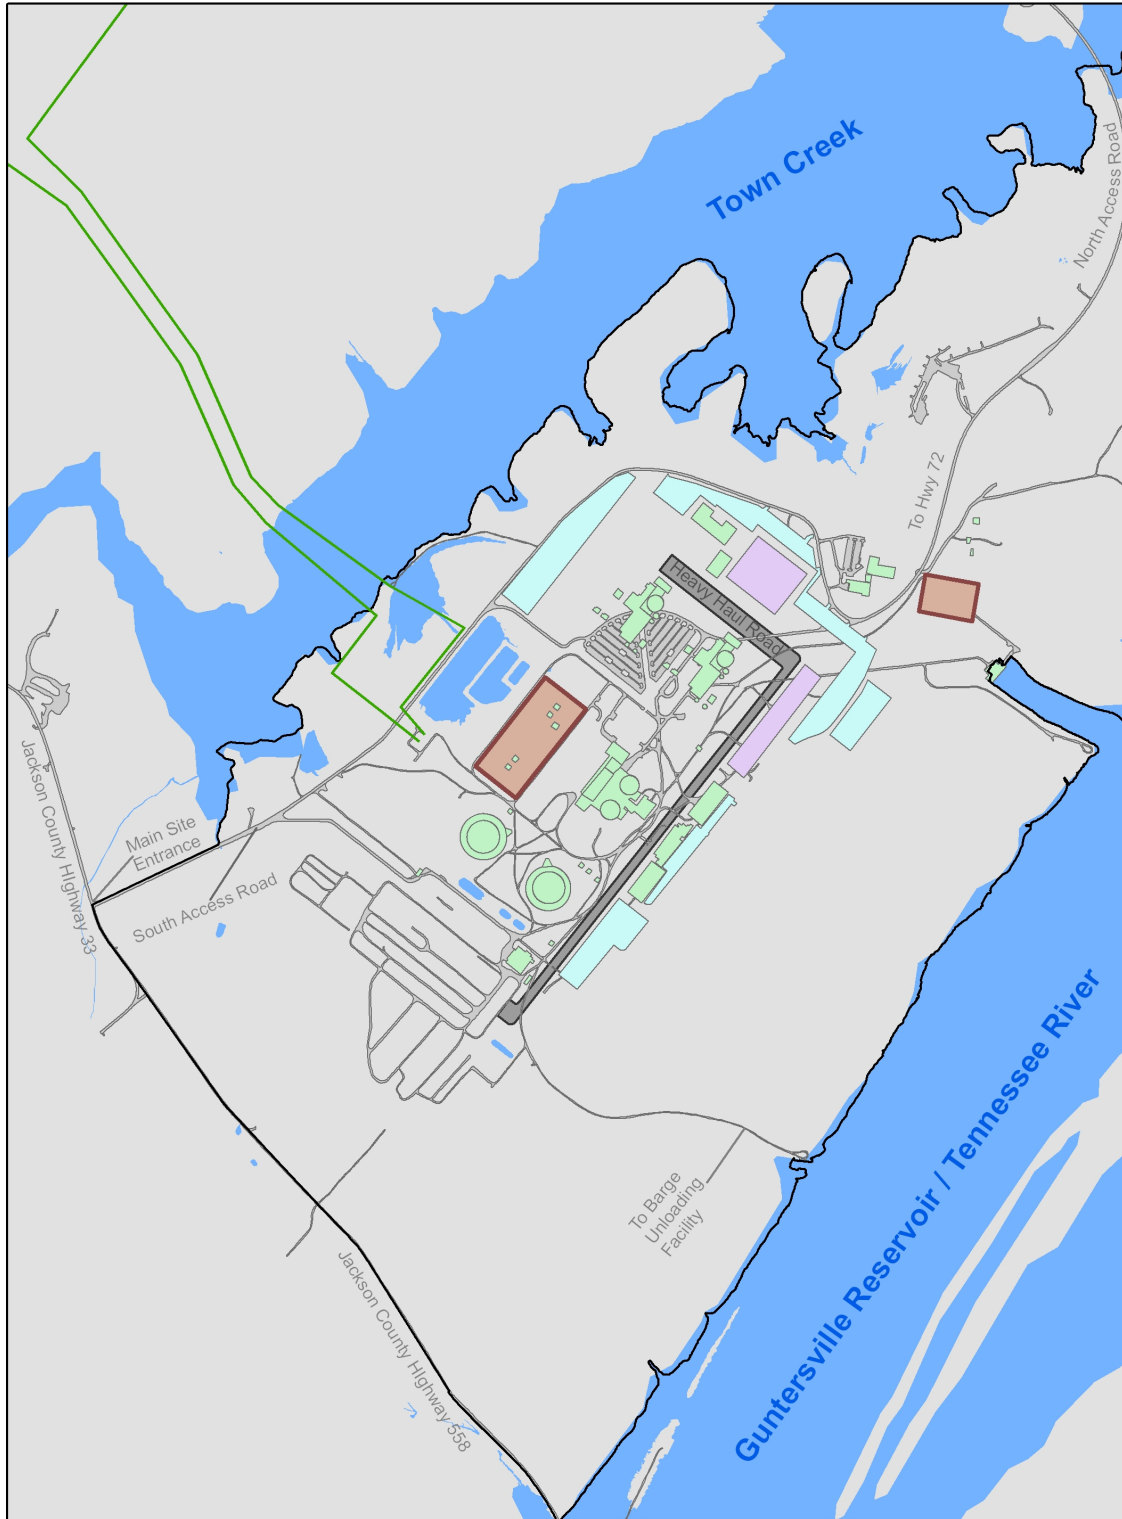 Town Creek
North Access Road
To Hwy 72
Heavy Haul Road
Jackson County HIghway 33
Main Site
Entrance
South Access Road
Guntersville Reservoir / Tennessee River
To Barge
Unloading
Facility
Jackson County HIghway 558